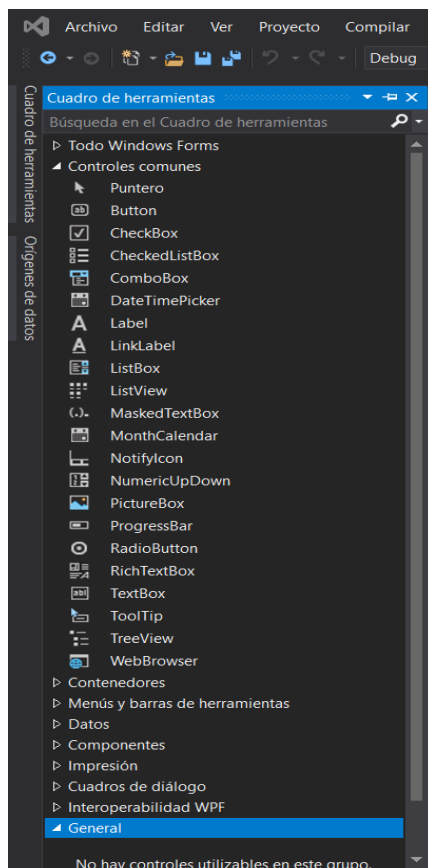 Archivo Editar Ver Proyecto Compilar
Debug
Cuadro de herramientas
Orígenes de datos
Cuadro de herramientas
Búsqueda en el Cuadro de herramientas
Todo Windows Forms
Controles comunes
Puntero
Button
CheckBox
CheckedListBox
ComboBox
DateTimePicker
Label
LinkLabel
ListBox
ListView
MaskedTextBox
MonthCalendar
NotifyIcon
NumericUpDown
PictureBox
ProgressBar
RadioButton
RichTextBox
TextBox
ToolTip
TreeView
WebBrowser
Contenedores
Menús y barras de herramientas
Datos
Componentes
Impresión
Cuadros de diálogo
Interoperabilidad WPF
General
No hay controles utilizables en este grupo.